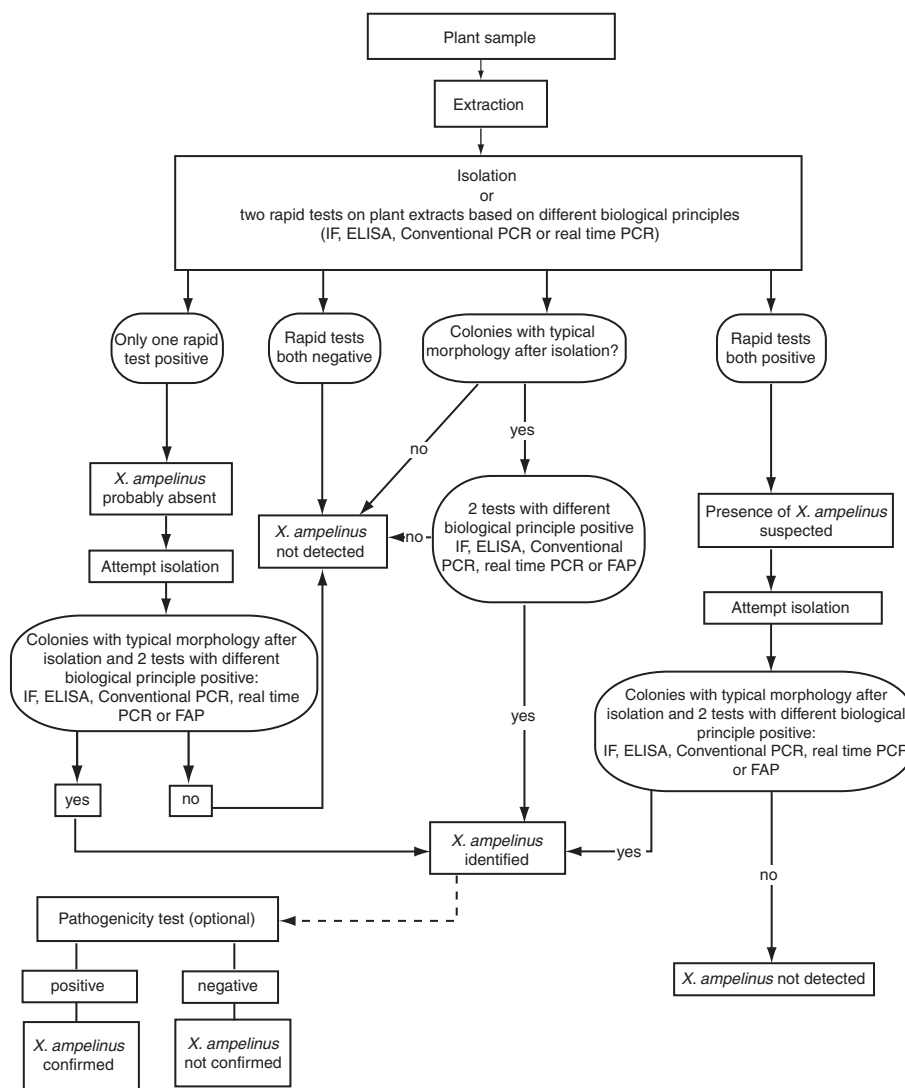 Plant sample
Extraction
Isolation
or
two rapid tests on plant extracts based on different biological principles
(IF, ELISA, Conventional PCR or real time PCR)
Only one rapid
test positive
Rapid tests
both negative
Colonies with typical
morphology after isolation?
Rapid tests
both positive
no
yes
X. ampelinus
probably absent
X. ampelinus
not detected
no
2 tests with different
biological principle positive
IF, ELISA, Conventional
PCR, real time PCR or FAP
Presence of X. ampelinus
suspected
Attempt isolation
Attempt isolation
Colonies with typical morphology after
isolation and 2 tests with different
biological principle positive:
IF, ELISA, Conventional PCR, real time
PCR or FAP
yes
Colonies with typical morphology after
isolation and 2 tests with different biological
principle positive:
IF, ELISA, Conventional PCR, real time PCR
or FAP
yes
no
X. ampelinus
identified
yes
no
Pathogenicity test (optional)
positive
negative
X. ampelinus not detected
X. ampelinus
confirmed
X. ampelinus
not confirmed